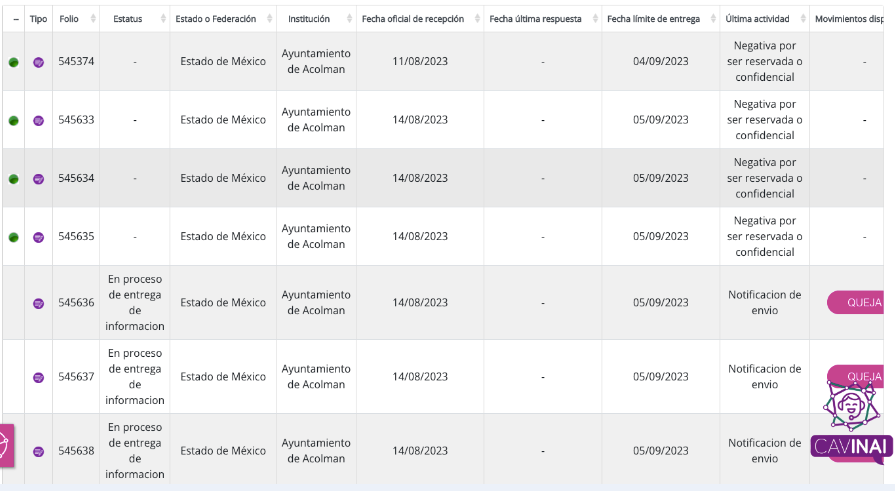 -- Tipo Folio Estatus Estado o Federación Institución Fecha oficial de recepción Fecha última respuesta Fecha límite de entrega Última actividad Movimientos disp
545374 - Estado de México Ayuntamiento de Acolman 11/08/2023 - 04/09/2023 Negativa por ser reservada o confidencial -
545633 - Estado de México Ayuntamiento de Acolman 14/08/2023 - 05/09/2023 Negativa por ser reservada o confidencial -
545634 - Estado de México Ayuntamiento de Acolman 14/08/2023 - 05/09/2023 Negativa por ser reservada o confidencial -
545635 - Estado de México Ayuntamiento de Acolman 14/08/2023 - 05/09/2023 Negativa por ser reservada o confidencial -
545636 En proceso de entrega de informacion Estado de México Ayuntamiento de Acolman 14/08/2023 - 05/09/2023 Notificacion de envio QUEJA
545637 En proceso de entrega de informacion Estado de México Ayuntamiento de Acolman 14/08/2023 - 05/09/2023 Notificacion de envio QUEJA
545638 En proceso de entrega de informacion Estado de México Ayuntamiento de Acolman 14/08/2023 - 05/09/2023 Notificacion de envio
CAVINAI